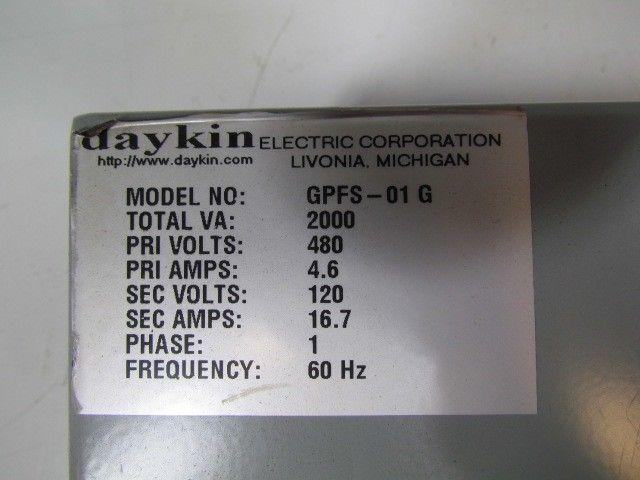 daykin ELECTRIC CORPORATION
http://www.daykin.com LIVONIA, MICHIGAN
MODEL NO: GPFS-01 G
TOTAL VA: 2000
PRI VOLTS: 480
PRI AMPS: 4.6
SEC VOLTS: 120
SEC AMPS: 16.7
PHASE: 1
FREQUENCY: 60 Hz